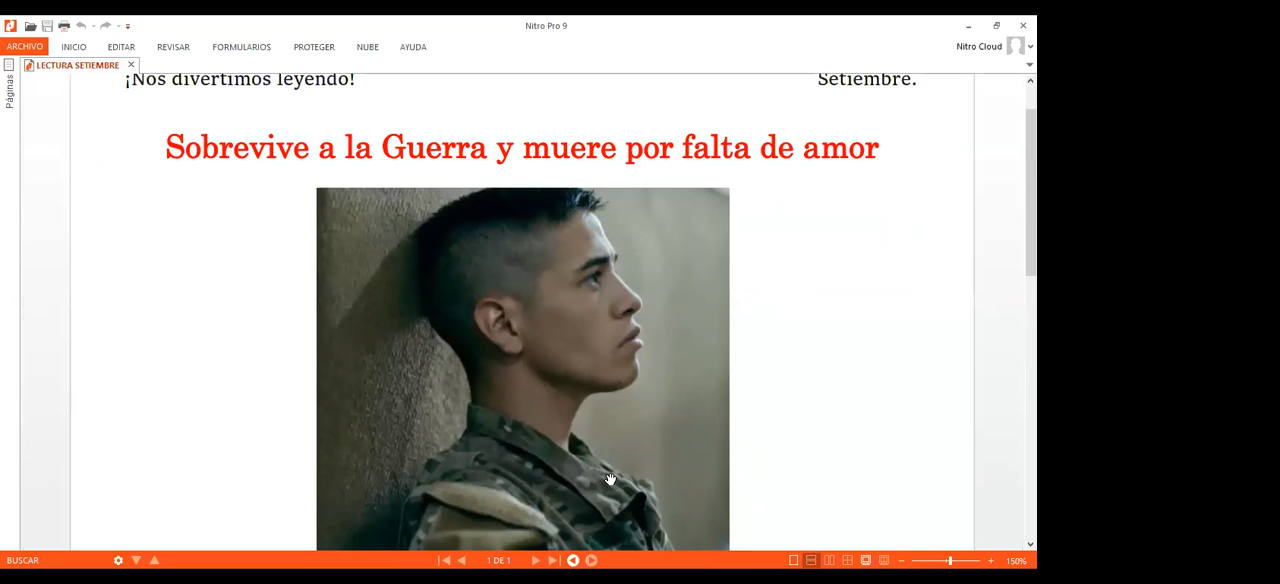 Nitro Pro 9
ARCHIVO INICIO EDITAR REVISAR FORMULARIOS PROTEGER NUBE AYUDA Nitro Cloud
LECTURA SETIEMBRE
Páginas
¡Nos divertimos leyendo! Setiembre.
Sobrevive a la Guerra y muere por falta de amor
BUSCAR 1 DE 1 150%